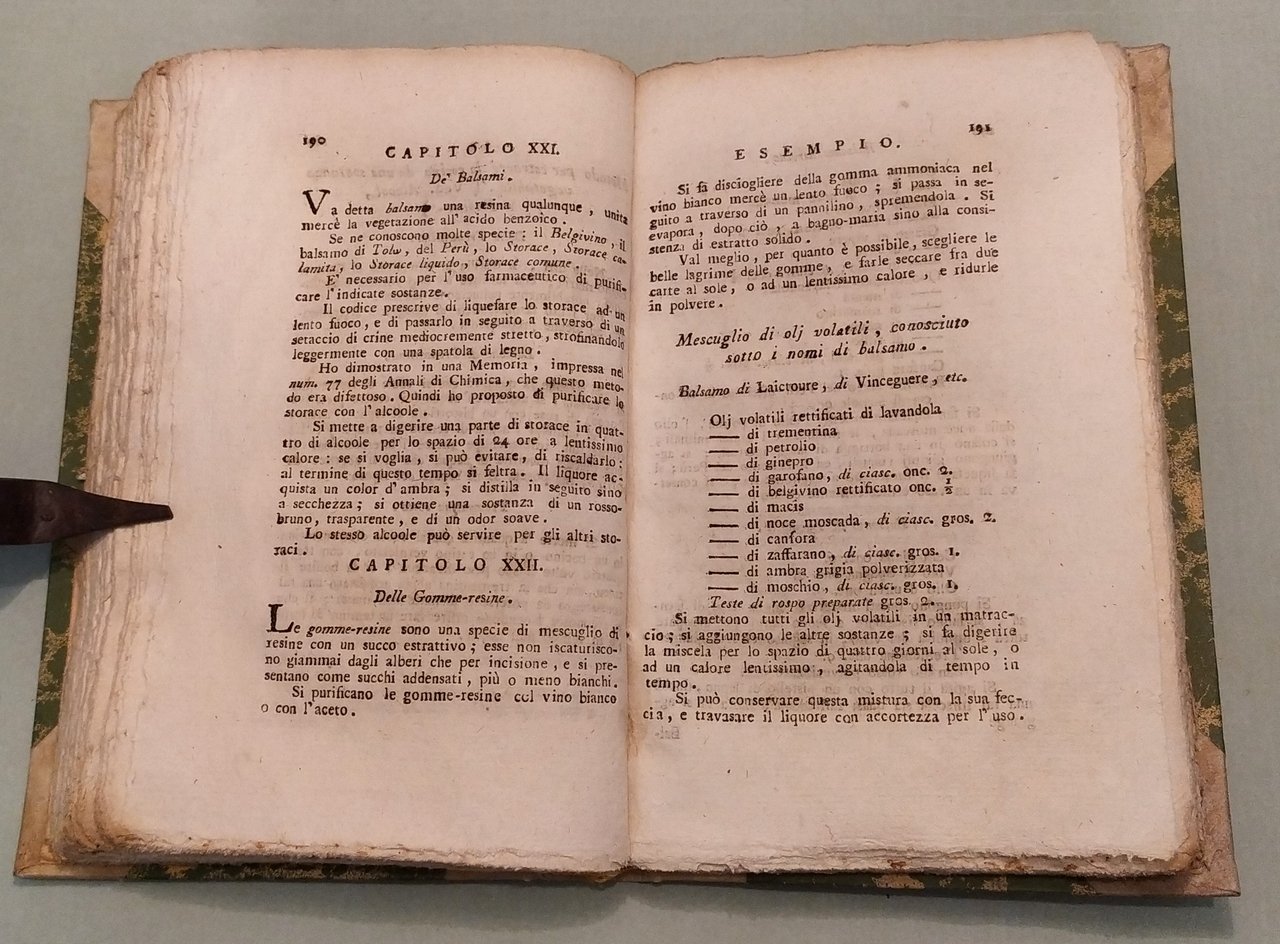 190
CAPITOLO XXI.
De' Balsami.
Va detta balsamo una resina qualunque, unita
mercè la vegetazione all'acido benzoico.
Se ne conoscono molte specie: il Belgivino, il
balsamo di Tolu, del Perù, lo Storace, Storace ca-
lamita, lo Storace liquido, Storace comune.
E' necessario per l'uso farmaceutico di purifi-
care l'indicate sostanze.
Il codice prescrive di liquefare lo storace ad un
lento fuoco, e di passarlo in seguito a traverso di un
setaccio di crine mediocremente stretto, strofinandolo
leggermente con una spatola di legno.
Ho dimostrato in una Memoria, impressa nel
num. 77 degli Annali di Chimica, che questo meto-
do era difettoso. Quindi ho proposto di purificare lo
storace con l'alcoole.
Si mette a digerire una parte di storace in quat-
tro di alcoole per lo spazio di 24 ore a lentissimo
calore: se si voglia, si può evitare, di riscaldarlo:
al termine di questo tempo si feltra. Il liquore ac-
quista un color d'ambra; si distilla in seguito sino
a secchezza; si ottiene una sostanza di un rosso-
bruno, trasparente, e di un odor soave.
Lo stesso alcoole può servire per gli altri sto-
raci.
CAPITOLO XXII.
Delle Gomme-resine.
Le gomme-resine sono una specie di mescuglio di
resine con un succo estrattivo; esse non iscaturisco-
no giammai dagli alberi che per incisione, e si pre-
sentano come succhi addensati, più o meno bianchi.
Si purificano le gomme-resine col vino bianco
o con l'aceto.
191
ESEMPIO.
Si fa disciogliere della gomma ammoniaca nel
vino bianco mercè un lento fuoco; si passa in se-
guito a traverso di un pannilino, spremendola. Si
evapora, dopo ciò, a bagno-maria sino alla consi-
stenza di estratto solido.
Val meglio, per quanto è possibile, scegliere le
belle lagrime delle gomme, e farle seccare fra due
carte al sole, o ad un lentissimo calore, e ridurle
in polvere.
Mescuglio di olj volatili, conosciuto
sotto i nomi di balsamo.
Balsamo di Laictoure, di Vinceguere, etc.
Olj volatili rettificati di lavandola
—— di trementina
—— di petrolio
—— di ginepro
—— di garofano, di ciasc. onc. 2.
—— di belgivino rettificato onc. ½
—— di macis
—— di noce moscada, di ciasc. gros. 2.
—— di canfora
—— di zaffarano, di ciasc. gros. 1.
—— di ambra grigia polverizzata
—— di moschio, di ciasc. gros. 1.
Teste di rospo preparate gros. 2.
Si mettono tutti gli olj volatili in un matrac-
cio; si aggiungono le altre sostanze; si fa digerire
la miscela per lo spazio di quattro giorni al sole, o
ad un calore lentissimo, agitandola di tempo in
tempo.
Si può conservare questa mistura con la sua fec-
cia, e travasare il liquore con accortezza per l'uso.